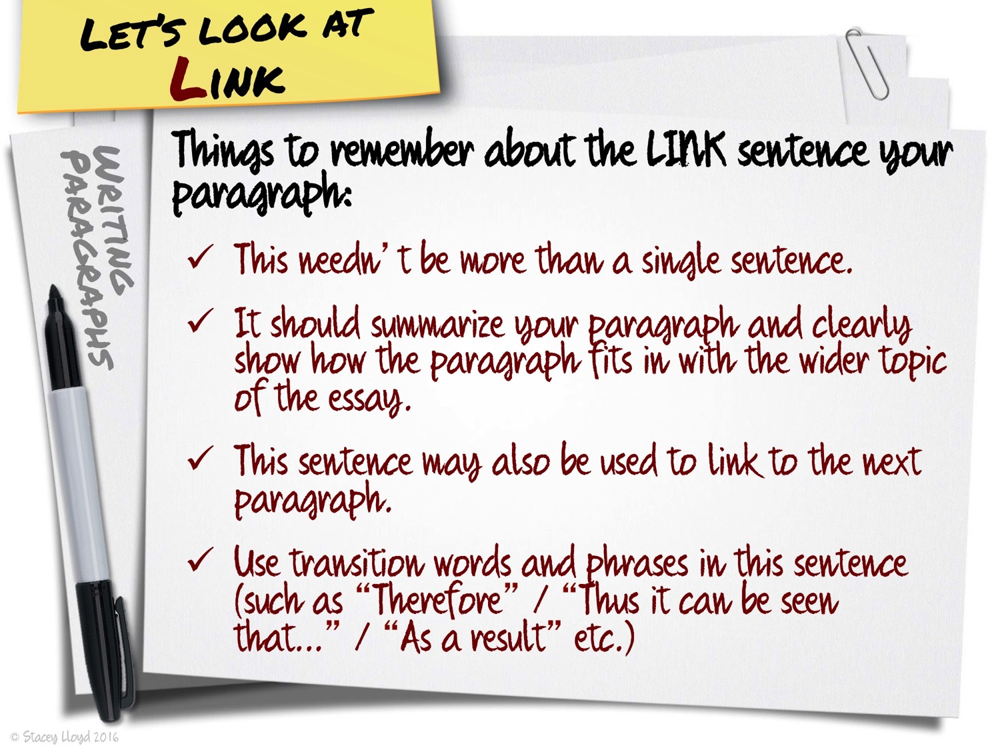 LET'S LOOK AT
LINK
WRITING
PARAGRAPHS
Things to remember about the LINK sentence your
paragraph:
✓ This needn't be more than a single sentence.
✓ It should summarize your paragraph and clearly
show how the paragraph fits in with the wider topic
of the essay.
✓ This sentence may also be used to link to the next
paragraph.
✓ Use transition words and phrases in this sentence
(such as “Therefore” / “Thus it can be seen
that...” / “As a result” etc.)
© Stacey Lloyd 2016